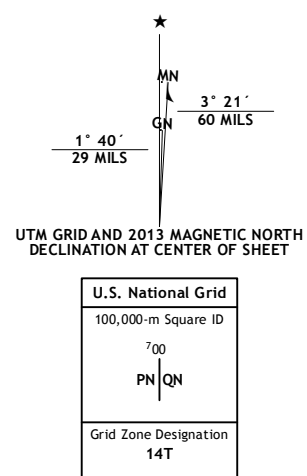 ★
MN
3° 21´
60 MILS
GN
1° 40´
29 MILS
UTM GRID AND 2013 MAGNETIC NORTH
DECLINATION AT CENTER OF SHEET
U.S. National Grid
100,000-m Square ID
⁷00
PN QN
Grid Zone Designation
14T